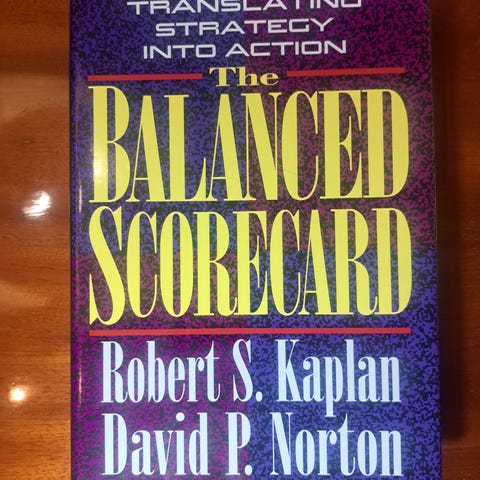 TRANSLATING
STRATEGY
INTO ACTION
The
BALANCED
SCORECARD
Robert S. Kaplan
David P. Norton